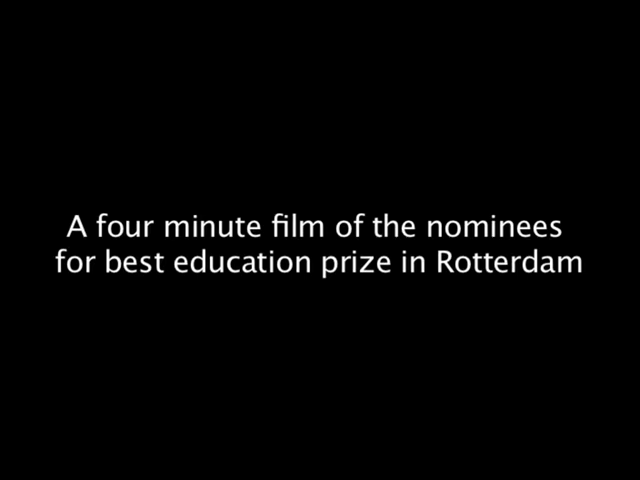 A four minute film of the nominees
for best education prize in Rotterdam